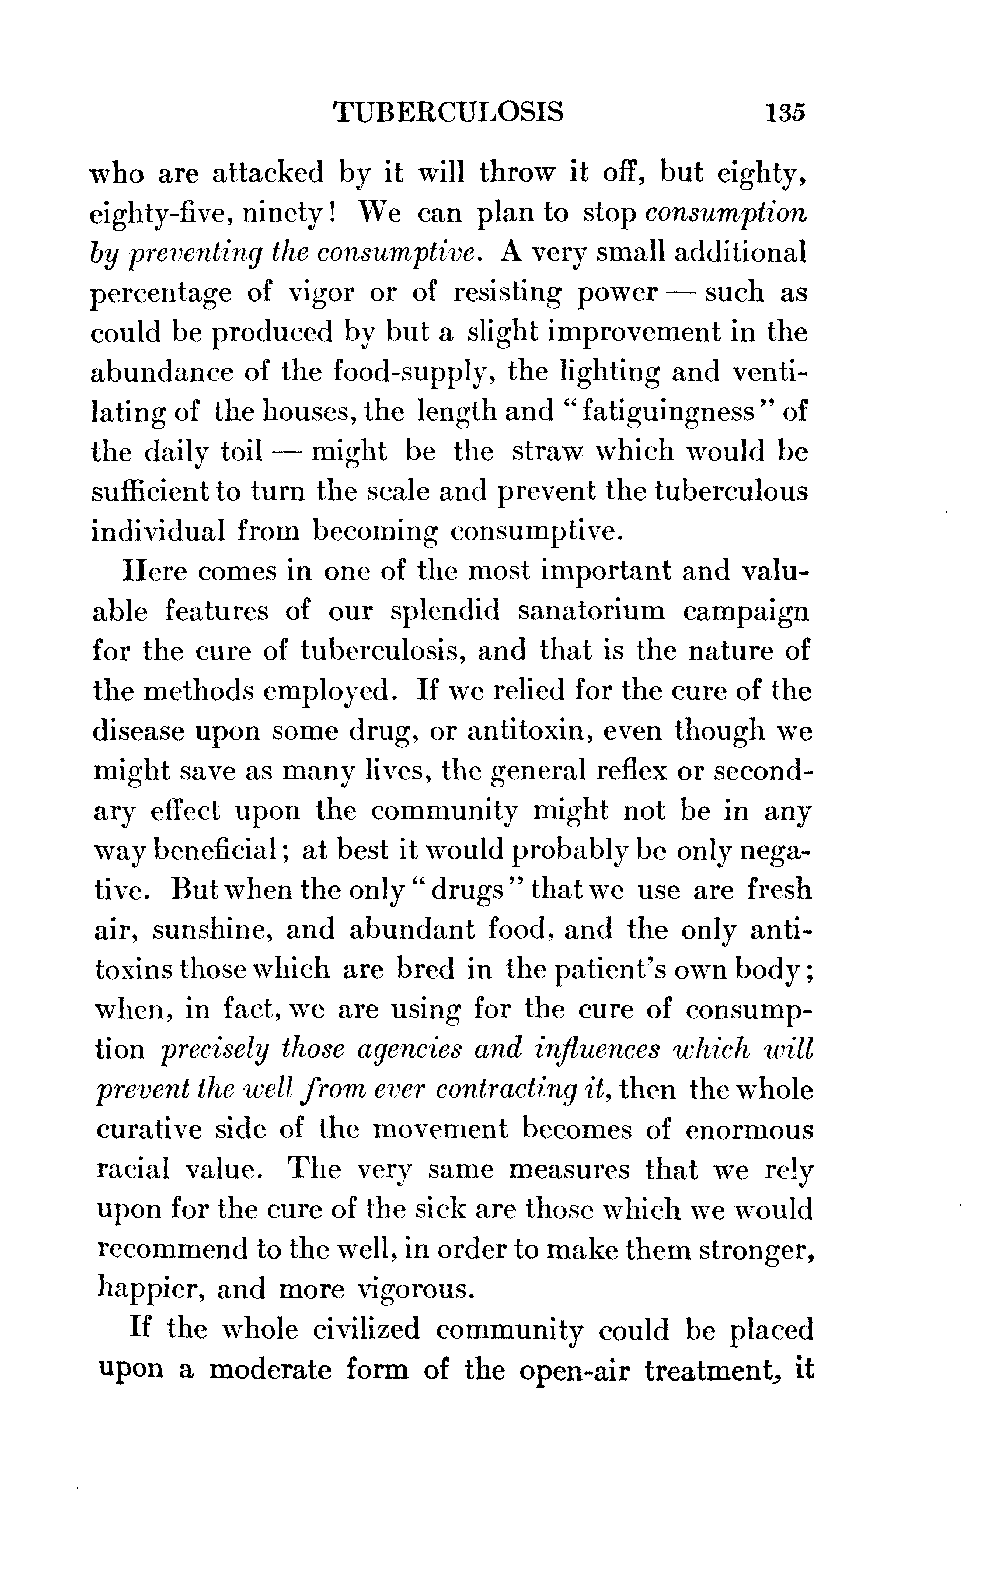 TUBERCULOSIS 135
who are attacked by it will throw it off, but eighty,
eighty-five, ninety! We can plan to stop consumption
by preventing the consumptive. A very small additional
percentage of vigor or of resisting power — such as
could be produced by but a slight improvement in the
abundance of the food-supply, the lighting and venti-
lating of the houses, the length and "fatiguingness" of
the daily toil — might be the straw which would be
sufficient to turn the scale and prevent the tuberculous
individual from becoming consumptive.
Here comes in one of the most important and valu-
able features of our splendid sanatorium campaign
for the cure of tuberculosis, and that is the nature of
the methods employed. If we relied for the cure of the
disease upon some drug, or antitoxin, even though we
might save as many lives, the general reflex or second-
ary effect upon the community might not be in any
way beneficial; at best it would probably be only nega-
tive. But when the only "drugs" that we use are fresh
air, sunshine, and abundant food, and the only anti-
toxins those which are bred in the patient's own body;
when, in fact, we are using for the cure of consump-
tion precisely those agencies and influences which will
prevent the well from ever contracting it, then the whole
curative side of the movement becomes of enormous
racial value. The very same measures that we rely
upon for the cure of the sick are those which we would
recommend to the well, in order to make them stronger,
happier, and more vigorous.
If the whole civilized community could be placed
upon a moderate form of the open-air treatment, it